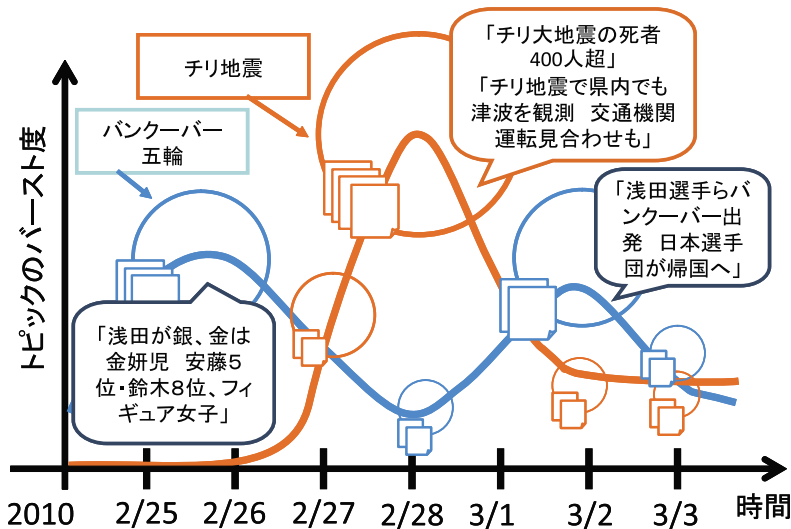 チリ地震
「チリ大地震の死者
400人超」
「チリ地震で県内でも
津波を観測 交通機関
運転見合わせも」
バンクーバー
五輪
「浅田選手らバ
ンクーバー出
発 日本選手
団が帰国へ」
トピックのバースト度
「浅田が銀、金は
金妍児 安藤5
位・鈴木8位、フィ
ギュア女子」
2010
2/25
2/26
2/27
2/28
3/1
3/2
3/3
時間